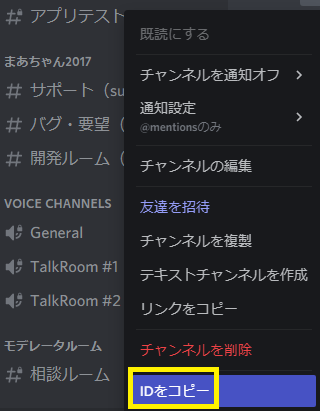 アプリテスト
まあちゃん2017
サポート（su
バグ・要望（
開発ルーム（
VOICE CHANNELS
General
TalkRoom #1
TalkRoom #2
モデレータルーム
相談ルーム
既読にする
チャンネルを通知オフ
通知設定
@mentionsのみ
チャンネルの編集
友達を招待
チャンネルを複製
テキストチャンネルを作成
リンクをコピー
チャンネルを削除
IDをコピー